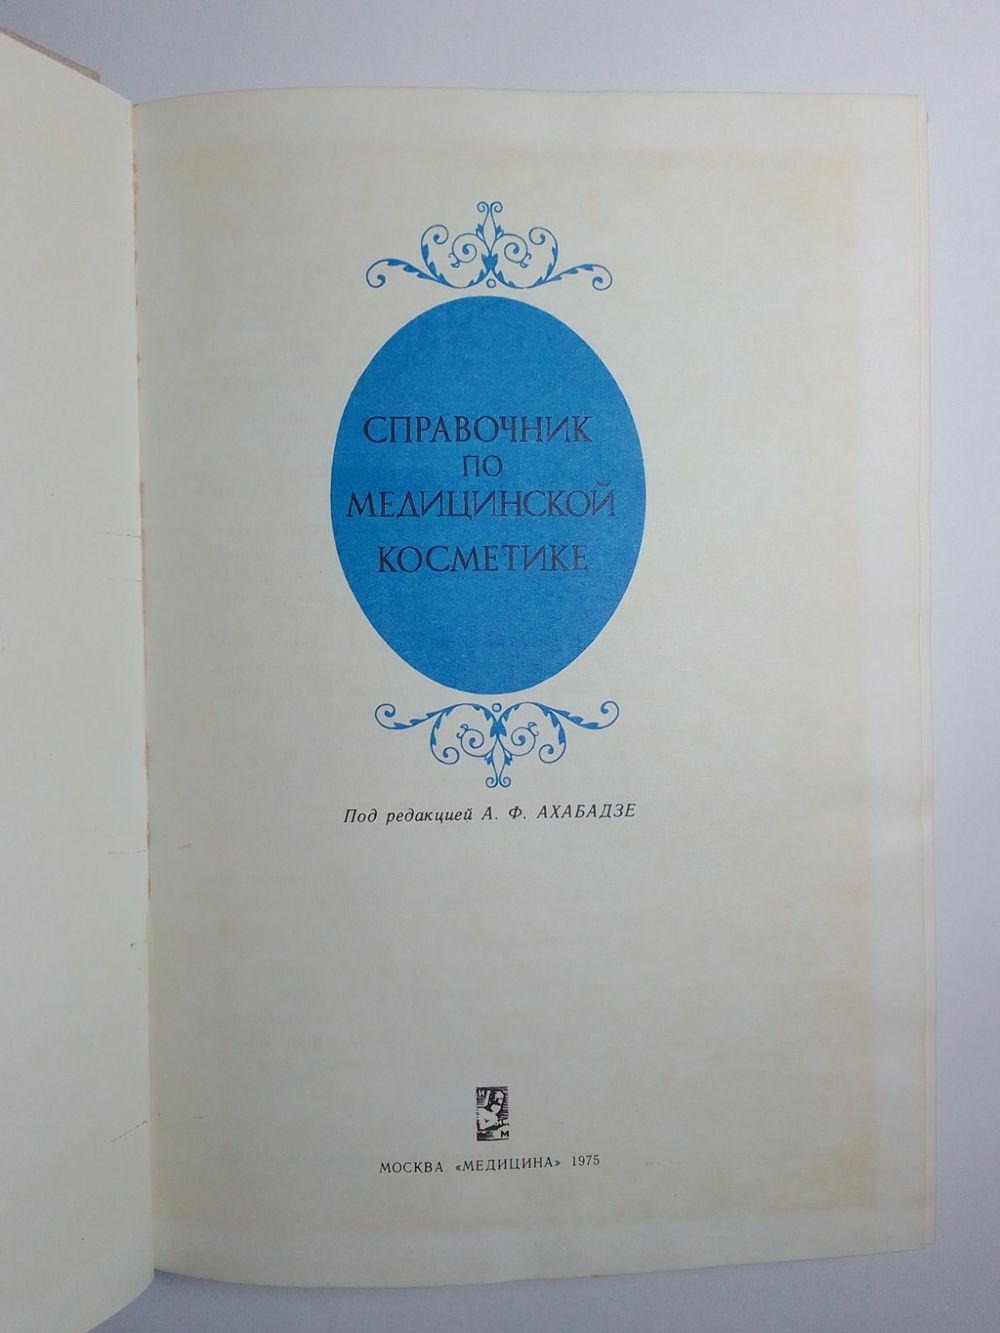 СПРАВОЧНИК
ПО
МЕДИЦИНСКОЙ
КОСМЕТИКЕ
Под редакцией А. Ф. АХАБАДЗЕ
И
М
МОСКВА «МЕДИЦИНА» 1975